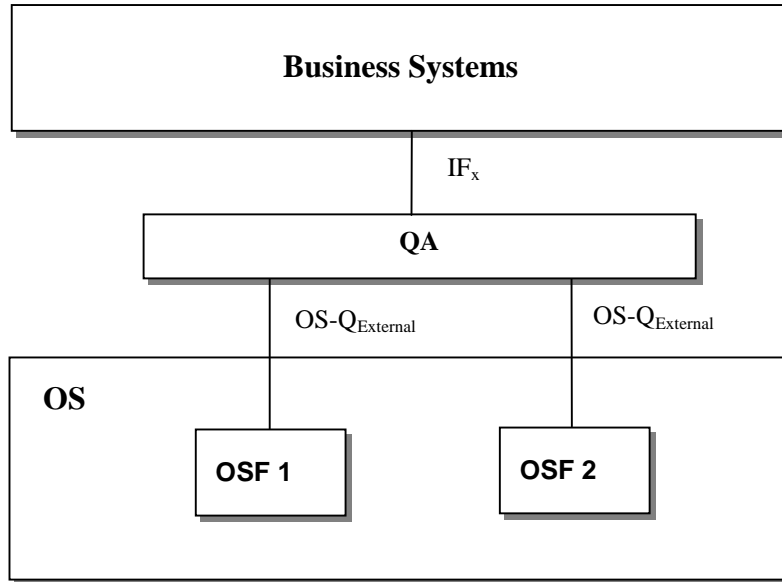 Business Systems
IFx
QA
OS-QExternal OS-QExternal
OS
OSF 1 OSF 2